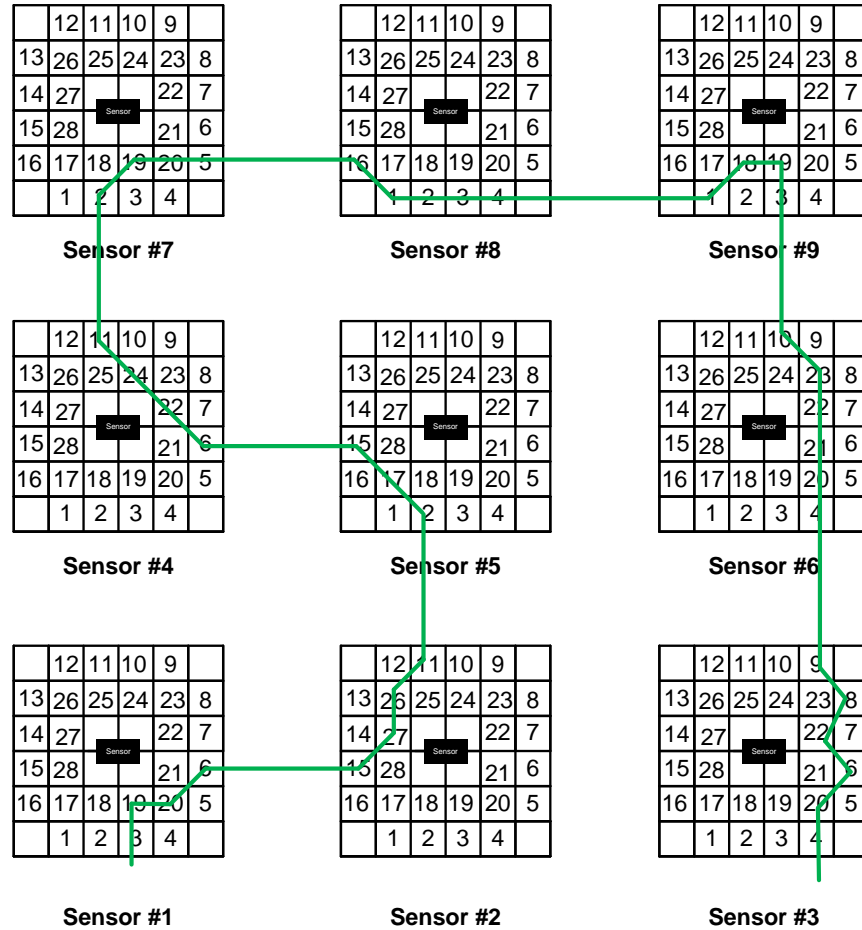 12 11 10 9 12 11 10 9 12 11 10 9
13 26 25 24 23 8 13 26 25 24 23 8 13 26 25 24 23 8
14 27 22 7 14 27 22 7 14 27 22 7
Sensor Sensor Sensor
15 28 21 6 15 28 21 6 15 28 21 6
16 17 18 19 20 5 16 17 18 19 20 5 16 17 18 19 20 5
1 2 3 4 1 2 3 4 1 2 3 4
Sensor #7 Sensor #8 Sensor #9
12 11 10 9 12 11 10 9 12 11 10 9
13 26 25 24 23 8 13 26 25 24 23 8 13 26 25 24 23 8
14 27 22 7 14 27 22 7 14 27 22 7
Sensor Sensor Sensor
15 28 21 6 15 28 21 6 15 28 21 6
16 17 18 19 20 5 16 17 18 19 20 5 16 17 18 19 20 5
1 2 3 4 1 2 3 4 1 2 3 4
Sensor #4 Sensor #5 Sensor #6
12 11 10 9 12 11 10 9 12 11 10 9
13 26 25 24 23 8 13 26 25 24 23 8 13 26 25 24 23 8
14 27 22 7 14 27 22 7 14 27 22 7
Sensor Sensor Sensor
15 28 21 6 15 28 21 6 15 28 21 6
16 17 18 19 20 5 16 17 18 19 20 5 16 17 18 19 20 5
1 2 3 4 1 2 3 4 1 2 3 4
Sensor #1 Sensor #2 Sensor #3